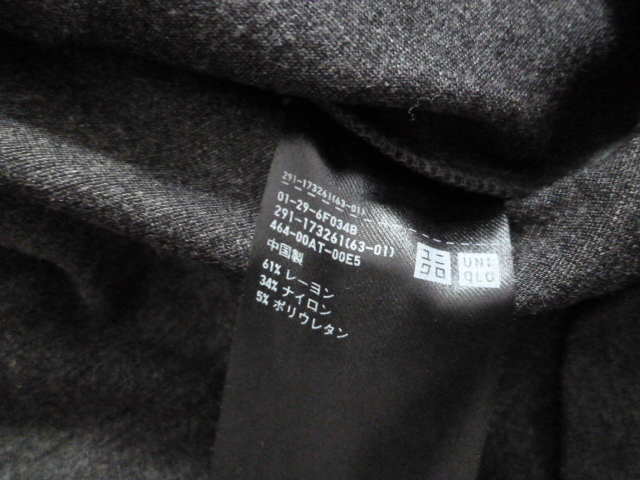 291-173261(63-01)
01-29-6F034B
291-173261(63-01)
464-00AT-00E5
中国製
61% レーヨン
34% ナイロン
5% ポリウレタン
ユニ
クロ
UNI
QLO